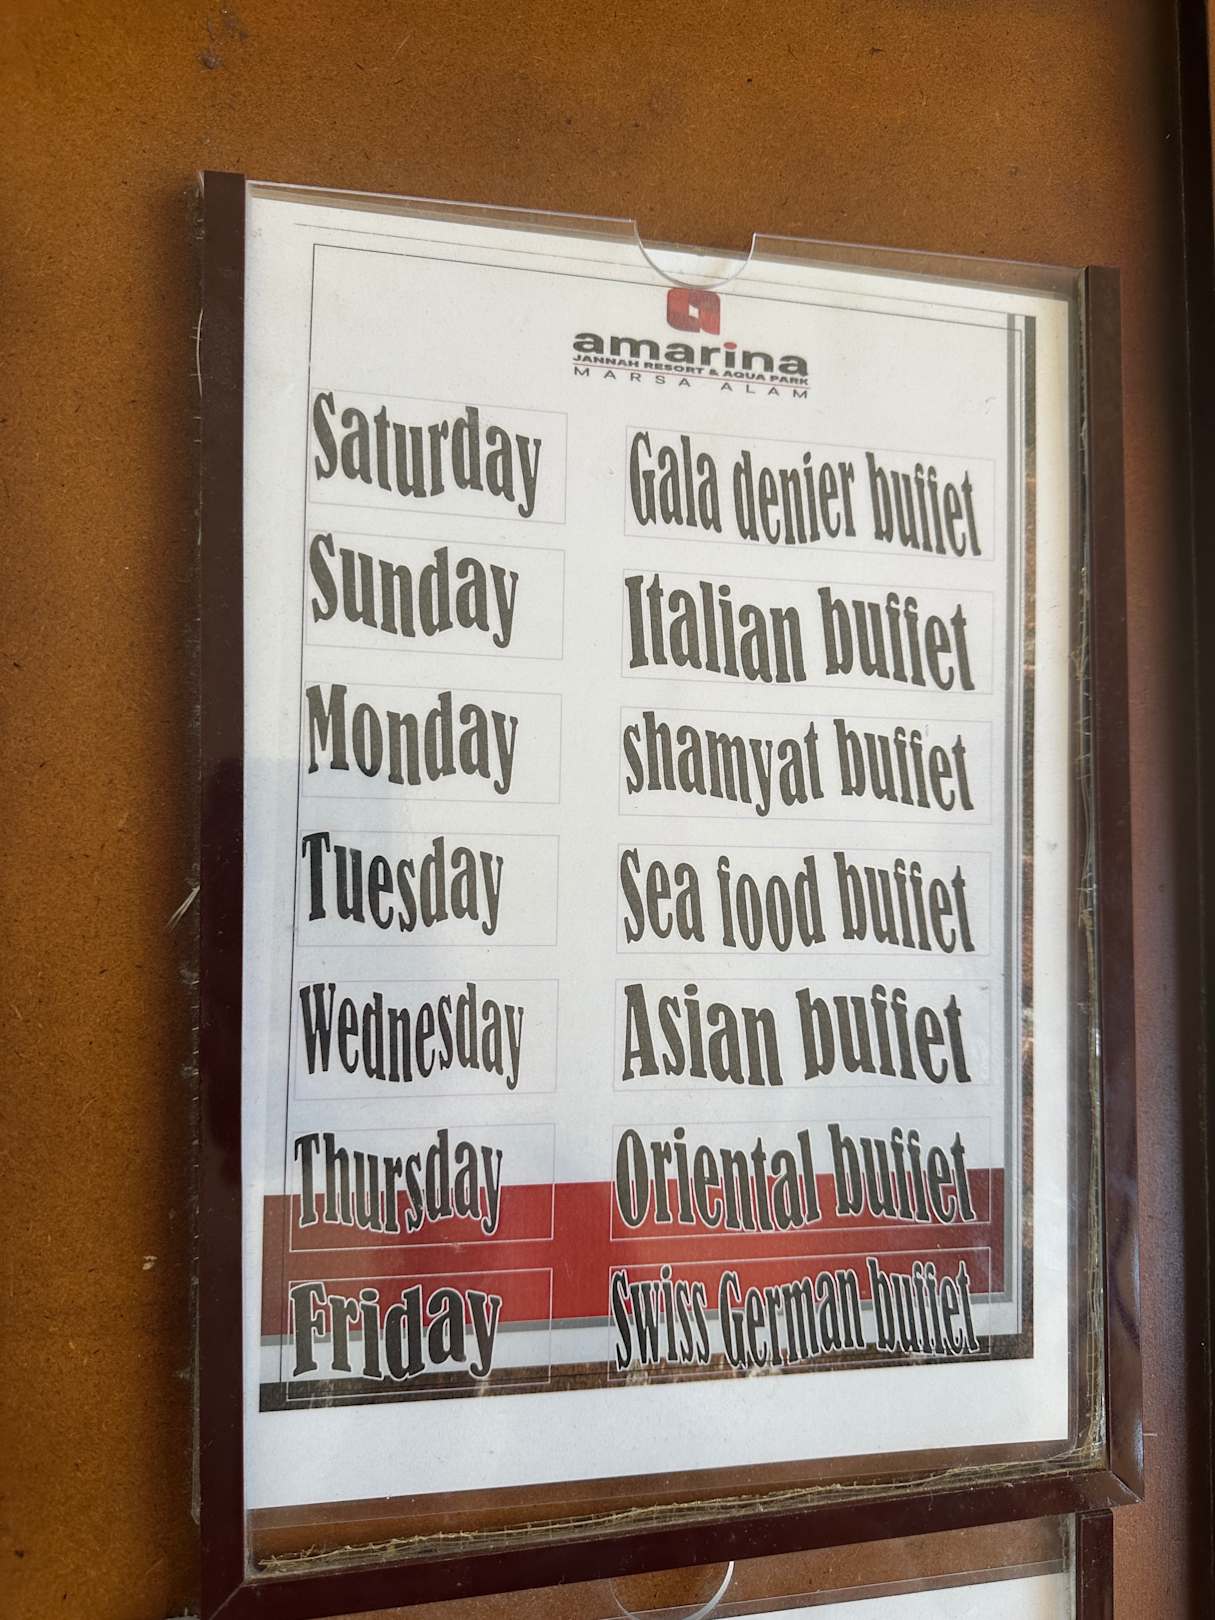 amarina
JANNAH RESORT & AQUA PARK
MARSA ALAM
Saturday Gala denier buffet
Sunday Italian buffet
Monday shamyat buffet
Tuesday Sea food buffet
Wednesday Asian buffet
Thursday Oriental buffet
Friday Swiss German buffet